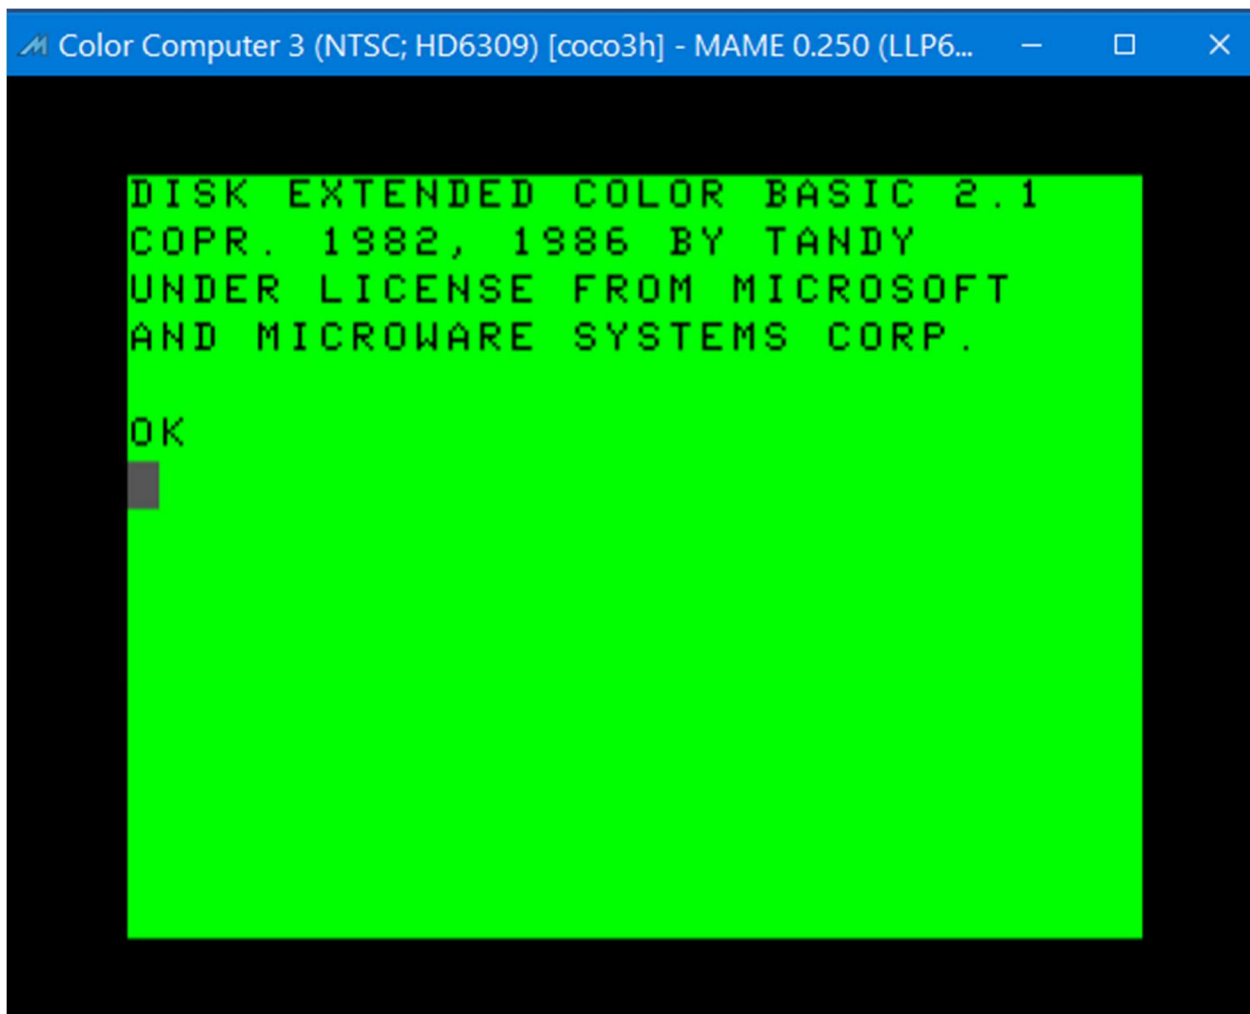 Color Computer 3 (NTSC; HD6309) [coco3h] - MAME 0.250 (LLP6...
DISK EXTENDED COLOR BASIC 2.1
COPR. 1982, 1986 BY TANDY
UNDER LICENSE FROM MICROSOFT
AND MICROWARE SYSTEMS CORP.
OK